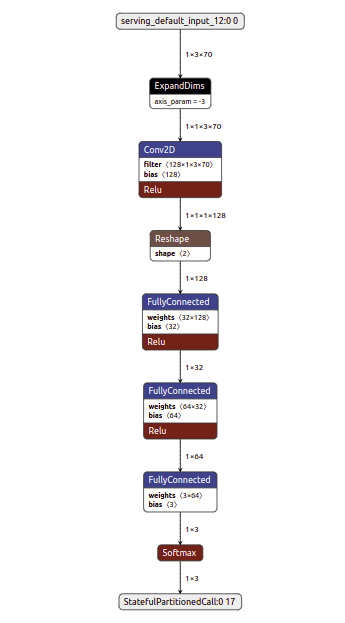 serving_default_input_12:0 0
1×3×70
ExpandDims
axis_param = -3
1×1×3×70
Conv2D
filter ⟨128×1×3×70⟩
bias ⟨128⟩
Relu
1×1×1×128
Reshape
shape ⟨2⟩
1×128
FullyConnected
weights ⟨32×128⟩
bias ⟨32⟩
Relu
1×32
FullyConnected
weights ⟨64×32⟩
bias ⟨64⟩
Relu
1×64
FullyConnected
weights ⟨3×64⟩
bias ⟨3⟩
1×3
Softmax
1×3
StatefulPartitionedCall:0 17